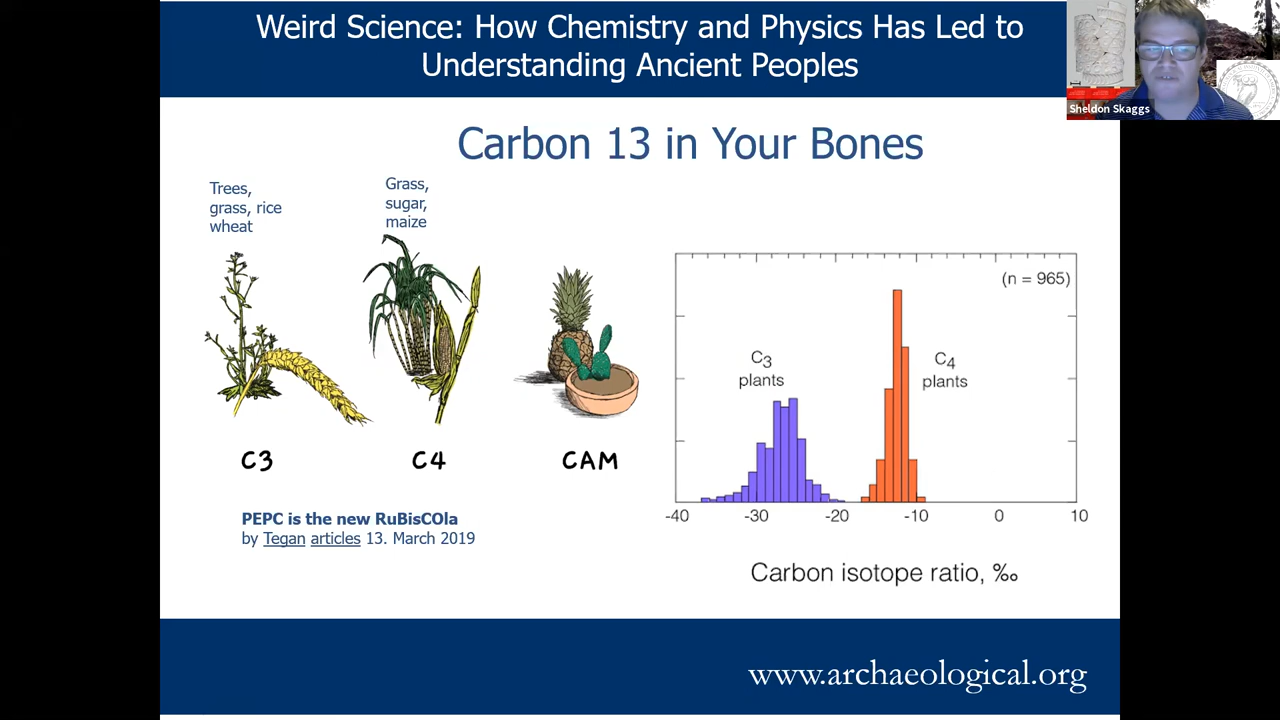 Weird Science: How Chemistry and Physics Has Led to
Understanding Ancient Peoples
Sheldon Skaggs
Carbon 13 in Your Bones
Trees,
grass, rice
wheat
Grass,
sugar,
maize
C3
C4
CAM
PEPC is the new RuBisCOla
by Tegan articles 13. March 2019
(n = 965)
C3
plants
C4
plants
-40 -30 -20 -10 0 10
Carbon isotope ratio, ‰
www.archaeological.org